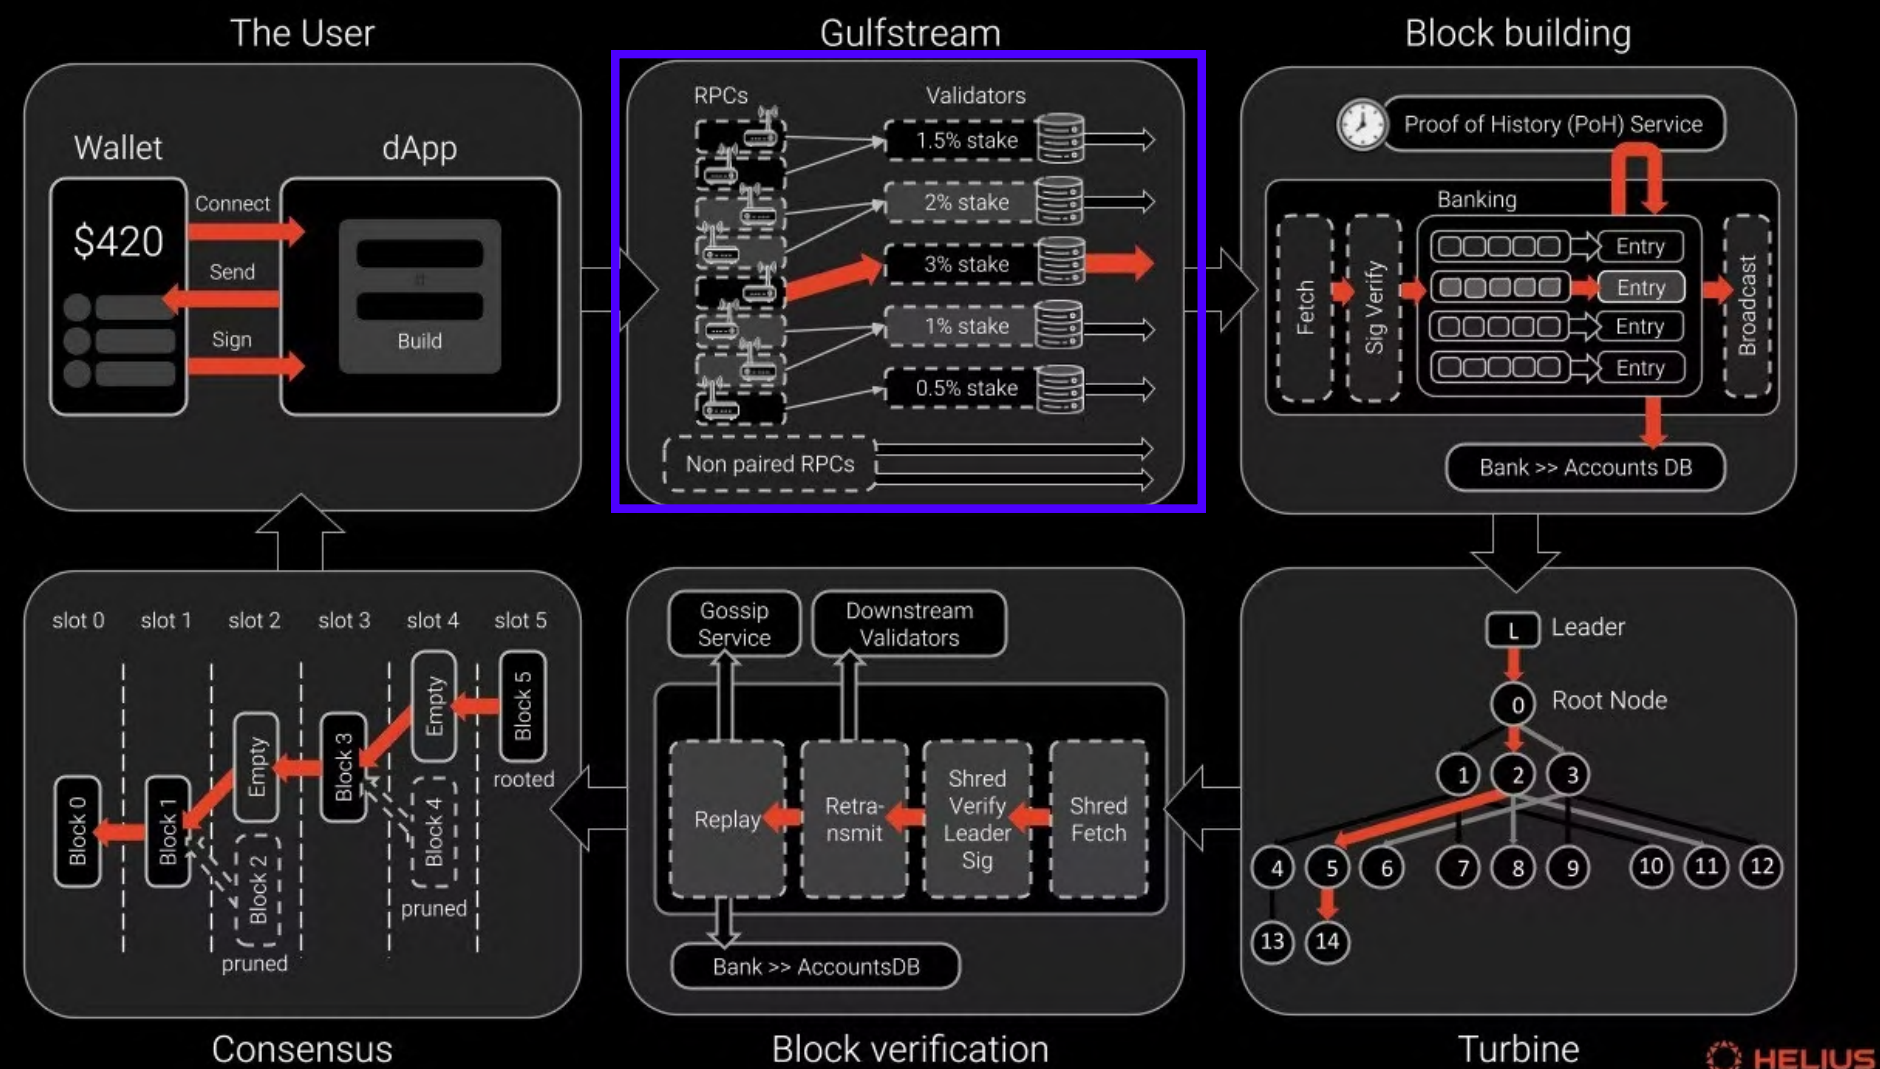 The User
Gulfstream
Block building
Wallet
dApp
$420
Connect
Send
Sign
Build
RPCs
Validators
1.5% stake
2% stake
3% stake
1% stake
0.5% stake
Non paired RPCs
Proof of History (PoH) Service
Banking
Fetch
Sig Verify
Entry
Entry
Entry
Entry
Broadcast
Bank >> Accounts DB
slot 0
slot 1
slot 2
slot 3
slot 4
slot 5
Block 0
Block 1
Empty
Block 2
pruned
Block 3
Empty
Block 4
pruned
Block 5
rooted
Gossip
Service
Downstream
Validators
Replay
Retra-
nsmit
Shred
Verify
Leader
Sig
Shred
Fetch
Bank >> AccountsDB
L
Leader
0
Root Node
1
2
3
4
5
6
7
8
9
10
11
12
13
14
Consensus
Block verification
Turbine
HELIUS